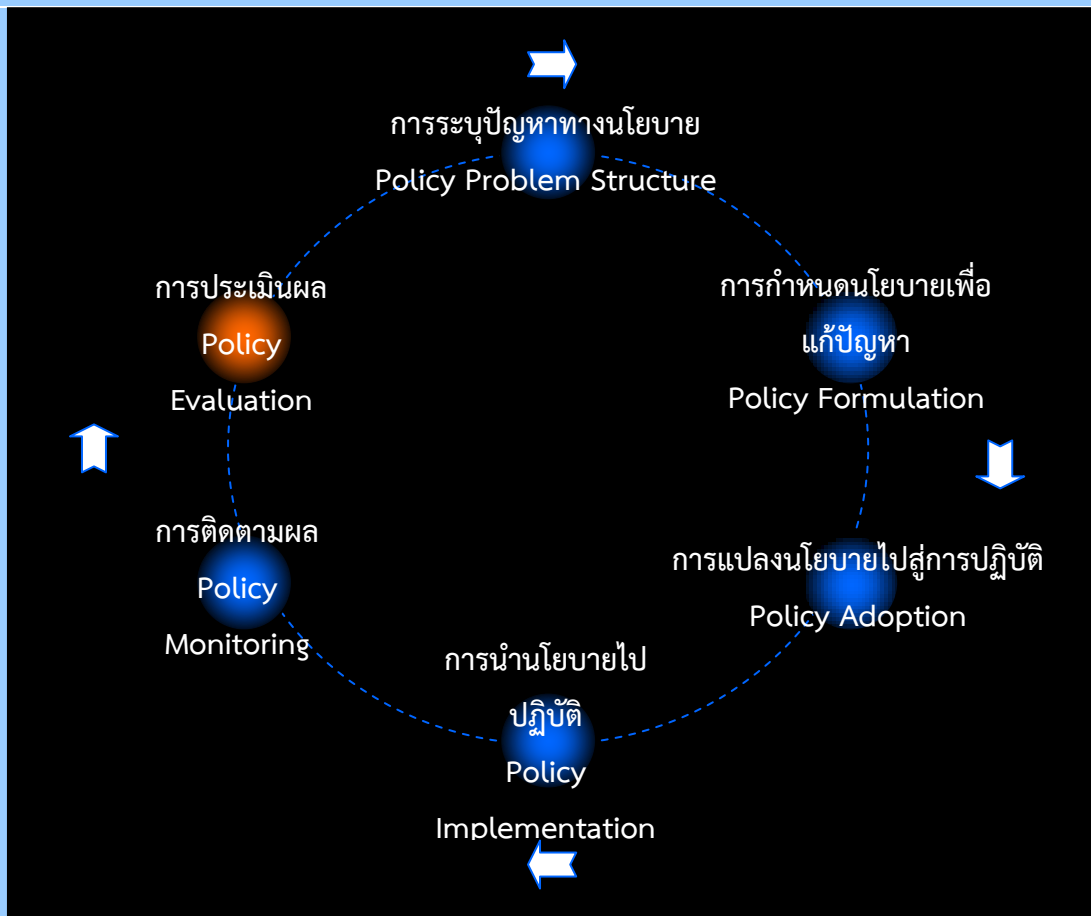 การระบุปัญหาทางนโยบาย
Policy Problem Structure
การกำหนดนโยบายเพื่อ
แก้ปัญหา
Policy Formulation
การแปลงนโยบายไปสู่การปฏิบัติ
Policy Adoption
การนำนโยบายไป
ปฏิบัติ
Policy
Implementation
การติดตามผล
Policy
Monitoring
การประเมินผล
Policy
Evaluation